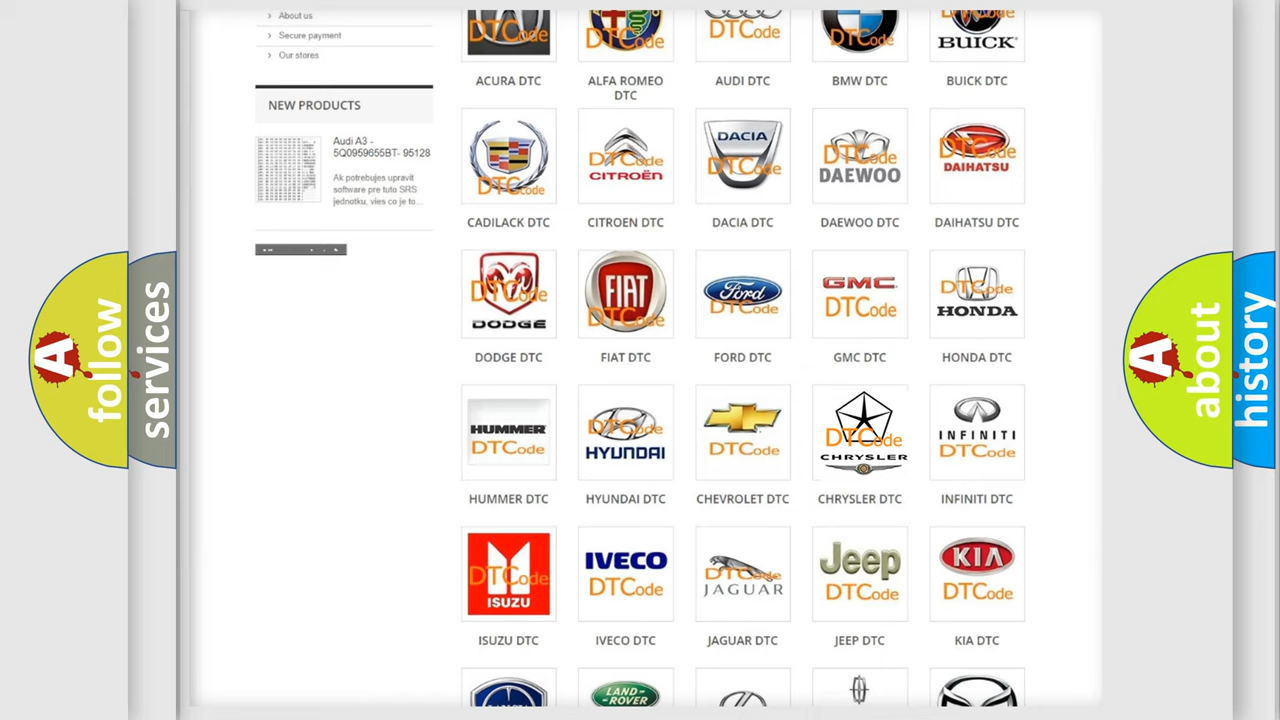 About us
Secure payment
Our stores
NEW PRODUCTS
Audi A3 -
5Q0959655BT- 95128
Ak potrebujes upravit
software pre tuto SRS
jednotku, vies co je to...
follow
services
about
history
A
A
DTCode
DTCode
DTCode
DTCode
BUICK
ACURA DTC
ALFA ROMEO
DTC
AUDI DTC
BMW DTC
BUICK DTC
DTCode
DTCode
CITROËN
DACIA
DTCode
DTCode
DAEWOO
DTCode
DAIHATSU
CADILACK DTC
CITROEN DTC
DACIA DTC
DAEWOO DTC
DAIHATSU DTC
DTCode
DODGE
FIAT
DTCode
Ford
DTCode
GMC
DTCode
DTCode
HONDA
DODGE DTC
FIAT DTC
FORD DTC
GMC DTC
HONDA DTC
HUMMER
DTCode
DTCode
HYUNDAI
DTCode
DTCode
CHRYSLER
INFINITI
DTCode
HUMMER DTC
HYUNDAI DTC
CHEVROLET DTC
CHRYSLER DTC
INFINITI DTC
DTCode
ISUZU
IVECO
DTCode
DTCode
JAGUAR
Jeep
DTCode
KIA
DTCode
ISUZU DTC
IVECO DTC
JAGUAR DTC
JEEP DTC
KIA DTC
LAND-
ROVER